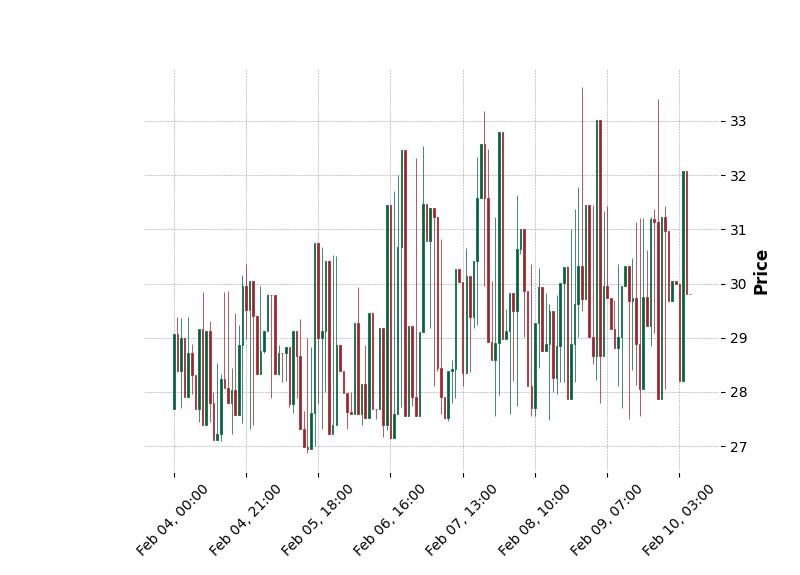 33
32
31
30
29
28
27
Price
Feb 04, 00:00
Feb 04, 21:00
Feb 05, 18:00
Feb 06, 16:00
Feb 07, 13:00
Feb 08, 10:00
Feb 09, 07:00
Feb 10, 03:00